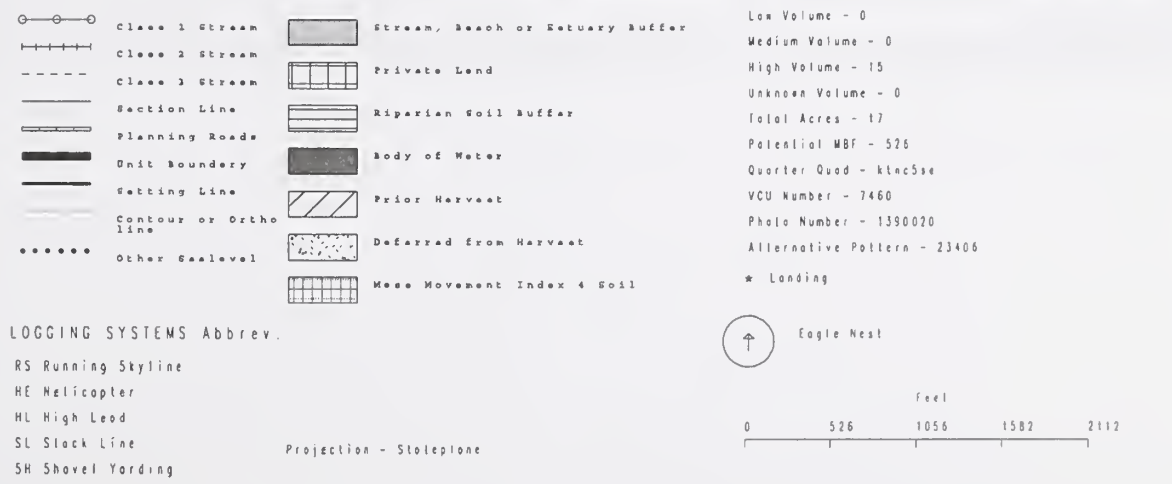 Class 1 Stream
Class 2 Stream
Class 3 Stream
Section Line
Planning Roads
Unit Boundery
Setting Line
Contour or Ortho
line
Other Sealevel
Stream, Beach or Estuary Buffer
Private Land
Riparian Soil Buffer
Body of Water
Prior Harvest
Deferred from Harvest
Mass Movement Index 4 Soil
Low Volume - 0
Medium Volume - 0
High Volume - 15
Unknown Volume - 0
Total Acres - 17
Potential MBF - 526
Quarter Quad - ktnc5se
VCU Number - 7460
Photo Number - 1390020
Alternative Pattern - 23406
* Landing
Eagle Nest
LOGGING SYSTEMS Abbrev.
RS Running Skyline
HE Helicopter
HL High Lead
SL Slack Line
SH Shovel Yarding
Projection - Stateplane
Feet
0 526 1056 1582 2112